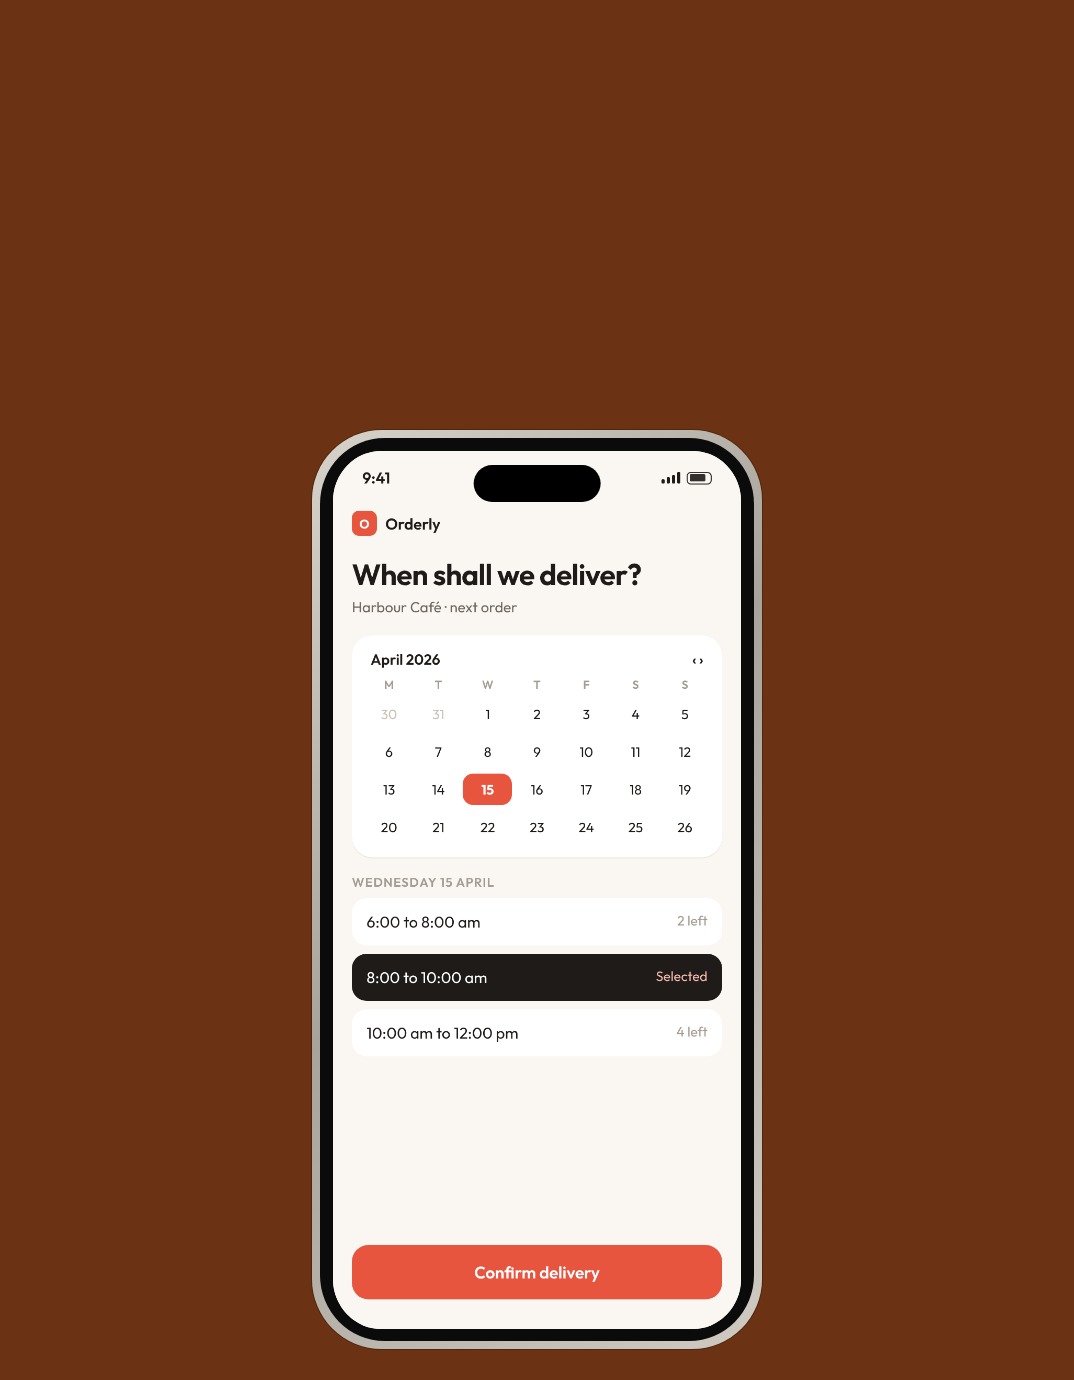 9:41
O Orderly
When shall we deliver?
Harbour Café · next order
April 2026 ‹ ›
M T W T F S S
30 31 1 2 3 4 5
6 7 8 9 10 11 12
13 14 15 16 17 18 19
20 21 22 23 24 25 26
WEDNESDAY 15 APRIL
6:00 to 8:00 am 2 left
8:00 to 10:00 am Selected
10:00 am to 12:00 pm 4 left
Confirm delivery